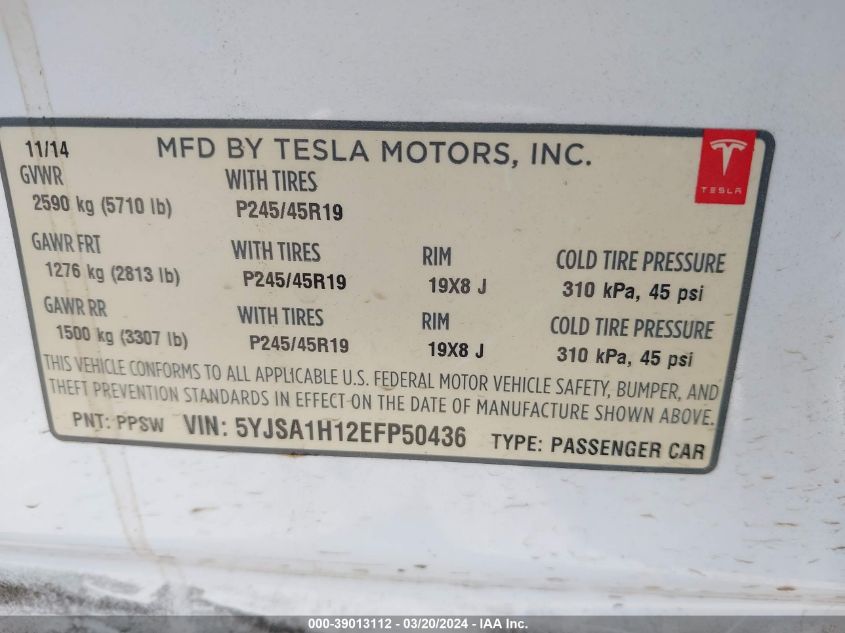 11/14 MFD BY TESLA MOTORS, INC.
TESLA
GVWR WITH TIRES
2590 kg (5710 lb) P245/45R19
GAWR FRT WITH TIRES RIM COLD TIRE PRESSURE
1276 kg (2813 lb) P245/45R19 19X8 J 310 kPa, 45 psi
GAWR RR WITH TIRES RIM COLD TIRE PRESSURE
1500 kg (3307 lb) P245/45R19 19X8 J 310 kPa, 45 psi
THIS VEHICLE CONFORMS TO ALL APPLICABLE U.S. FEDERAL MOTOR VEHICLE SAFETY, BUMPER, AND
THEFT PREVENTION STANDARDS IN EFFECT ON THE DATE OF MANUFACTURE SHOWN ABOVE.
PNT: PPSW VIN: 5YJSA1H12EFP50436 TYPE: PASSENGER CAR
000-39013112 - 03/20/2024 - IAA Inc.